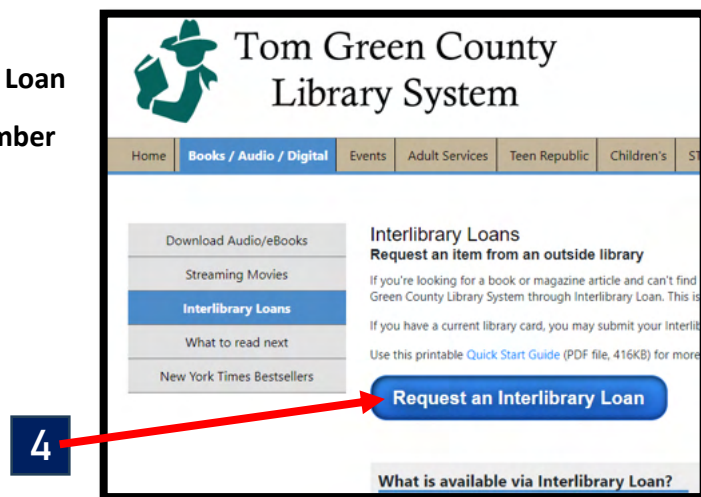 Loan
mber
Tom Green County
Library System
Home Books / Audio / Digital Events Adult Services Teen Republic Children's
Download Audio/eBooks
Streaming Movies
Interlibrary Loans
What to read next
New York Times Bestsellers
Interlibrary Loans
Request an item from an outside library
If you're looking for a book or magazine article and can't find
Green County Library System through Interlibrary Loan. This is
If you have a current library card, you may submit your Interlib
Use this printable Quick Start Guide (PDF file, 416KB) for more
Request an Interlibrary Loan
4
What is available via Interlibrary Loan?